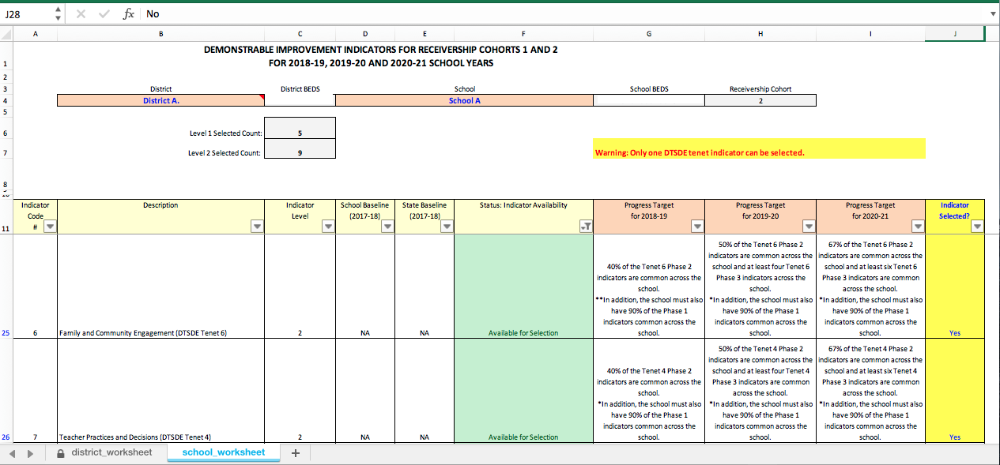 J28 fx No
A B C D E F G H I J
DEMONSTRABLE IMPROVEMENT INDICATORS FOR RECEIVERSHIP COHORTS 1 AND 2
1 FOR 2018-19, 2019-20 AND 2020-21 SCHOOL YEARS
2
3 District District BEDS School School BEDS Receivership Cohort
4 District A. School A 2
5
6 Level 1 Selected Count: 5
7 Level 2 Selected Count: 9 Warning: Only one DTSDE tenet indicator can be selected.
8
Indicator Description Indicator School Baseline State Baseline Status: Indicator Availability Progress Target Progress Target Progress Target Indicator
Code Level (2017-18) (2017-18) for 2018-19 for 2019-20 for 2020-21 Selected?
11 #
50% of the Tenet 6 Phase 2 67% of the Tenet 6 Phase 2
indicators are common across the indicators are common across the
40% of the Tenet 6 Phase 2 school and at least four Tenet 6 school and at least six Tenet 6
indicators are common across the Phase 3 indicators across the Phase 3 indicators are common
school. school. across the school.
**In addition, the school must also *In addition, the school must also *In addition, the school must also
have 90% of the Phase 1 have 90% of the Phase 1 have 90% of the Phase 1
indicators common across the indicators common across the indicators common across the
25 6 Family and Community Engagement (DTSDE Tenet 6) 2 NA NA Available for Selection school. school. school. Yes
50% of the Tenet 4 Phase 2 67% of the Tenet 4 Phase 2
indicators are common across the indicators are common across the
40% of the Tenet 4 Phase 2 school and at least four Tenet 4 school and at least six Tenet 4
indicators are common across the Phase 3 indicators are common Phase 3 indicators are common
school. across the school. across the school.
*In addition, the school must also *In addition, the school must also *In addition, the school must also
have 90% of the Phase 1 have 90% of the Phase 1 have 90% of the Phase 1
indicators common across the indicators common across the indicators common across the
26 7 Teacher Practices and Decisions (DTSDE Tenet 4) 2 NA NA Available for Selection school. school. school. Yes
district_worksheet school_worksheet +